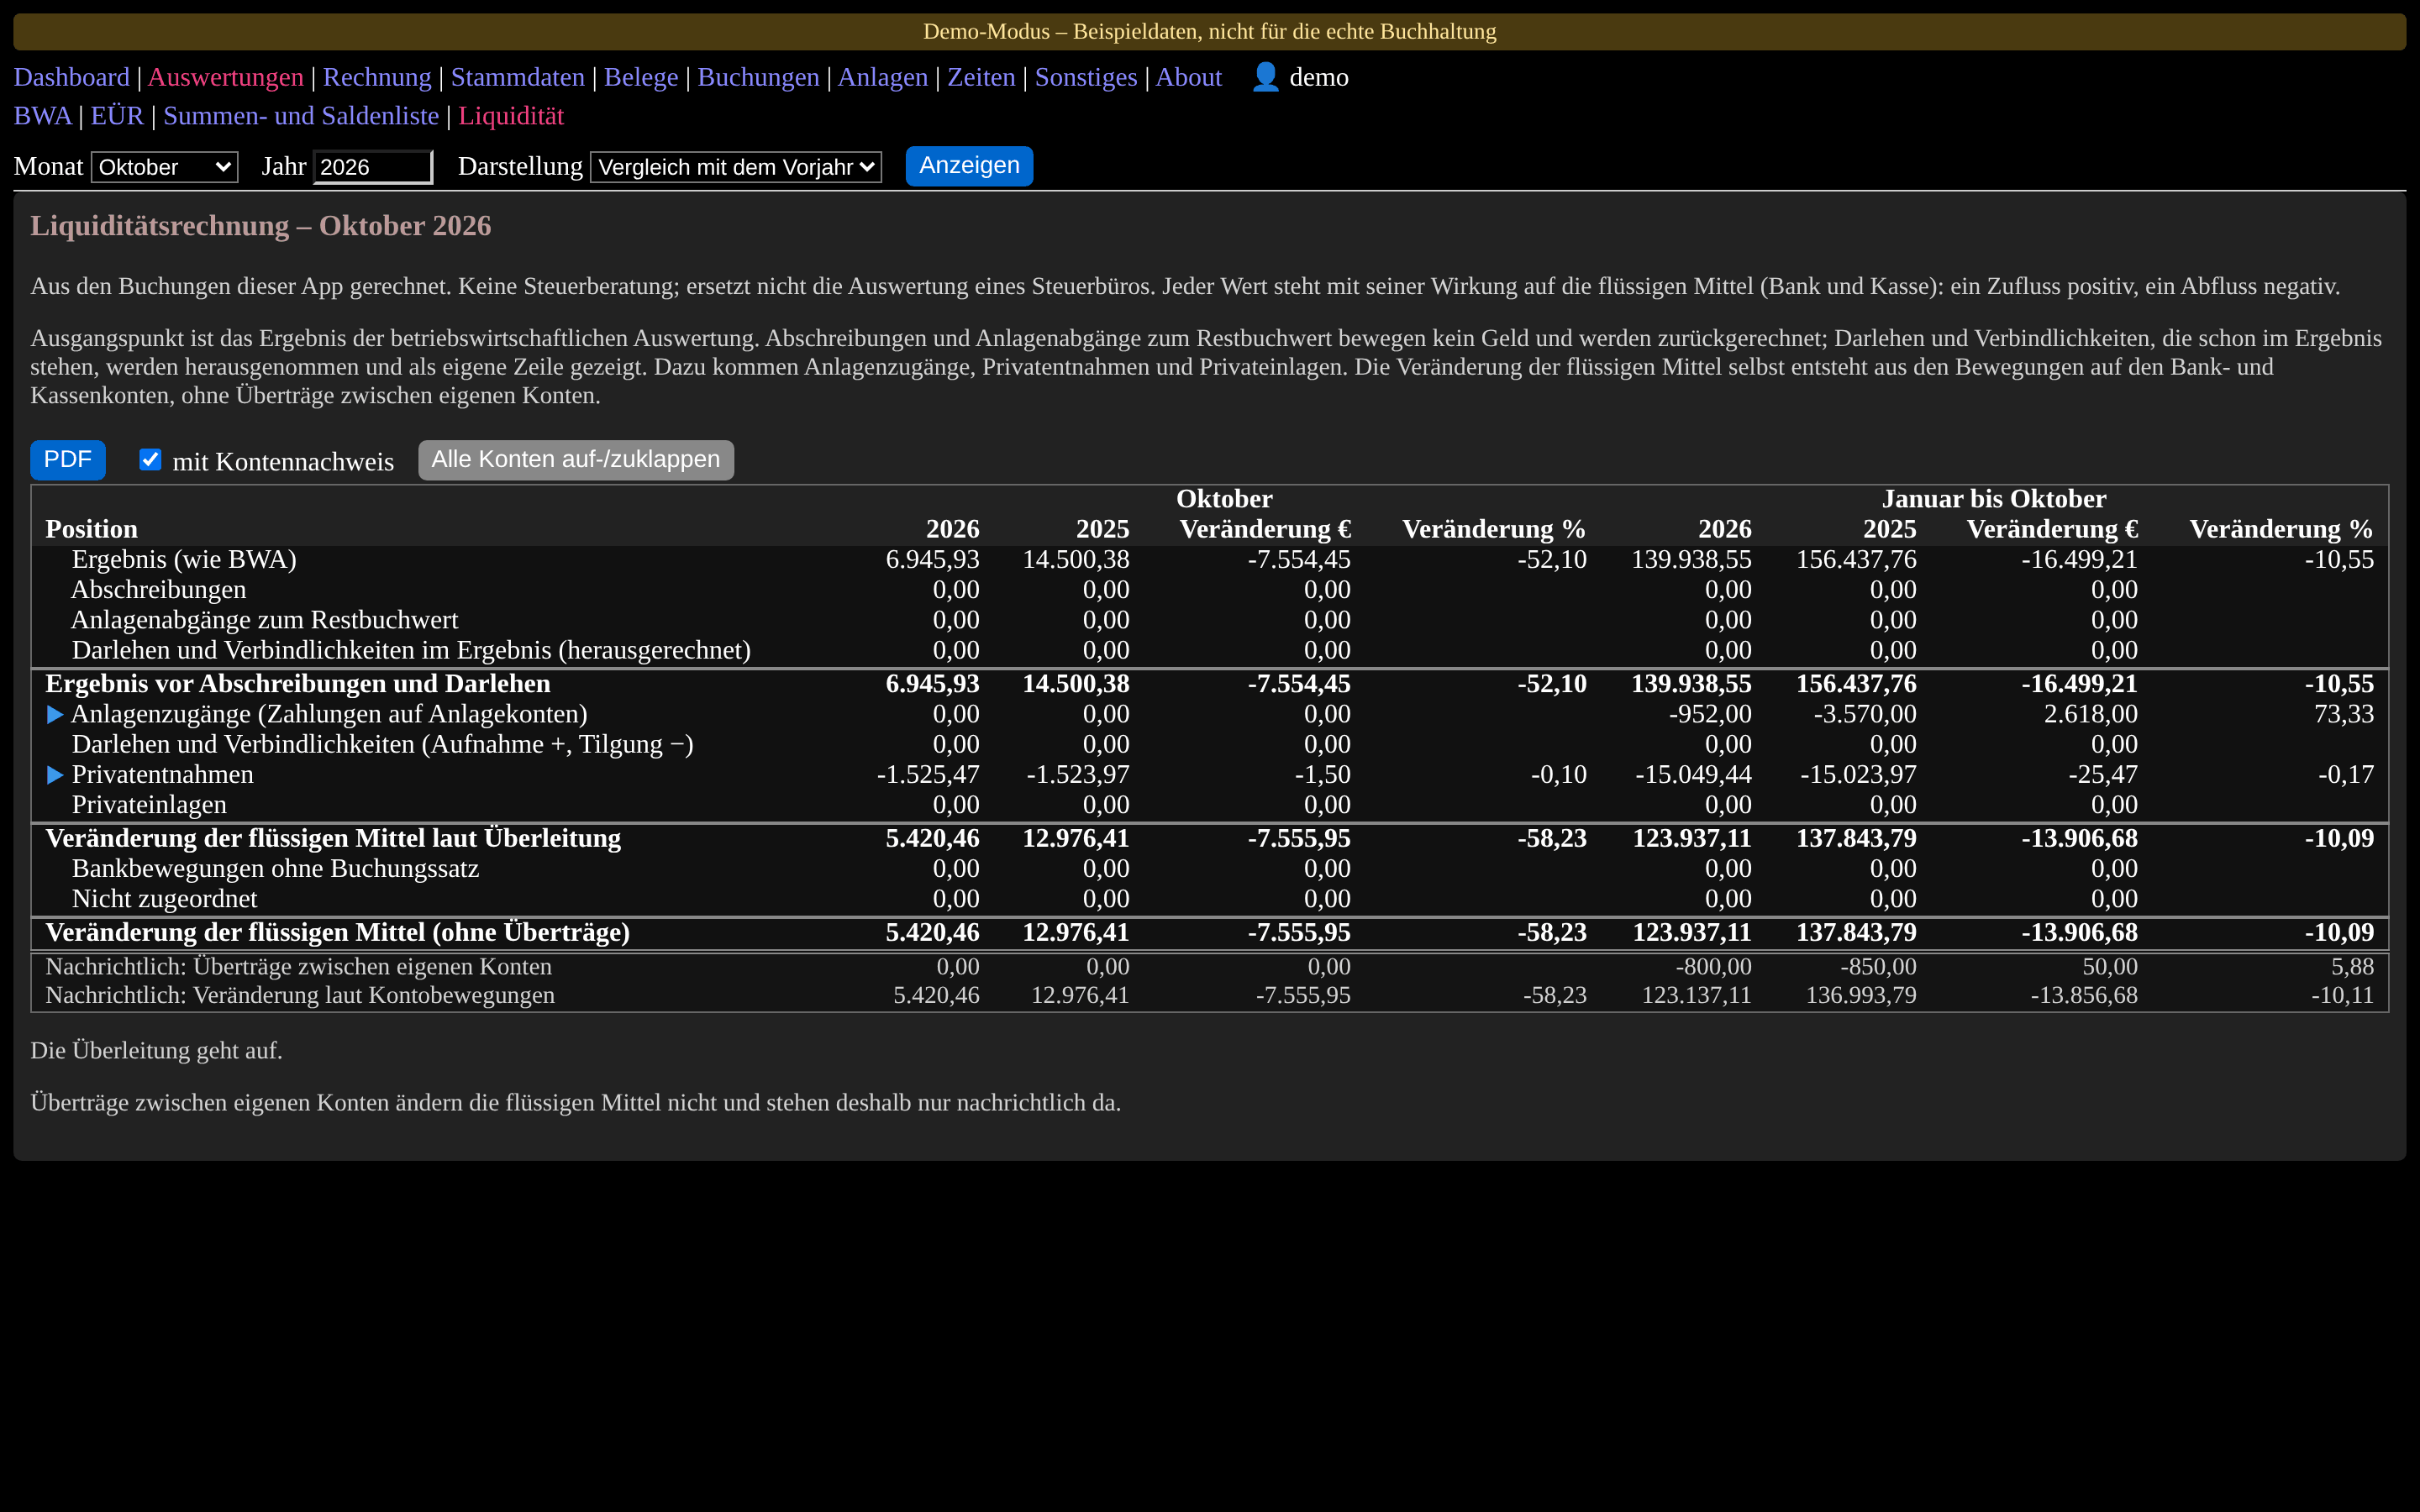 Demo-Modus – Beispieldaten, nicht für die echte Buchhaltung
Dashboard | Auswertungen | Rechnung | Stammdaten | Belege | Buchungen | Anlagen | Zeiten | Sonstiges | About 👤 demo
BWA | EÜR | Summen- und Saldenliste | Liquidität
Monat Oktober Jahr 2026 Darstellung Vergleich mit dem Vorjahr Anzeigen
Liquiditätsrechnung – Oktober 2026
Aus den Buchungen dieser App gerechnet. Keine Steuerberatung; ersetzt nicht die Auswertung eines Steuerbüros. Jeder Wert steht mit seiner Wirkung auf die flüssigen Mittel (Bank und Kasse): ein Zufluss positiv, ein Abfluss negativ.
Ausgangspunkt ist das Ergebnis der betriebswirtschaftlichen Auswertung. Abschreibungen und Anlagenabgänge zum Restbuchwert bewegen kein Geld und werden zurückgerechnet; Darlehen und Verbindlichkeiten, die schon im Ergebnis
stehen, werden herausgenommen und als eigene Zeile gezeigt. Dazu kommen Anlagenzugänge, Privatentnahmen und Privateinlagen. Die Veränderung der flüssigen Mittel selbst entsteht aus den Bewegungen auf den Bank- und
Kassenkonten, ohne Überträge zwischen eigenen Konten.
PDF mit Kontennachweis Alle Konten auf-/zuklappen
Oktober Januar bis Oktober
Position 2026 2025 Veränderung € Veränderung % 2026 2025 Veränderung € Veränderung %
Ergebnis (wie BWA) 6.945,93 14.500,38 -7.554,45 -52,10 139.938,55 156.437,76 -16.499,21 -10,55
Abschreibungen 0,00 0,00 0,00 0,00 0,00 0,00
Anlagenabgänge zum Restbuchwert 0,00 0,00 0,00 0,00 0,00 0,00
Darlehen und Verbindlichkeiten im Ergebnis (herausgerechnet) 0,00 0,00 0,00 0,00 0,00 0,00
Ergebnis vor Abschreibungen und Darlehen 6.945,93 14.500,38 -7.554,45 -52,10 139.938,55 156.437,76 -16.499,21 -10,55
▶ Anlagenzugänge (Zahlungen auf Anlagekonten) 0,00 0,00 0,00 -952,00 -3.570,00 2.618,00 73,33
Darlehen und Verbindlichkeiten (Aufnahme +, Tilgung −) 0,00 0,00 0,00 0,00 0,00 0,00
▶ Privatentnahmen -1.525,47 -1.523,97 -1,50 -0,10 -15.049,44 -15.023,97 -25,47 -0,17
Privateinlagen 0,00 0,00 0,00 0,00 0,00 0,00
Veränderung der flüssigen Mittel laut Überleitung 5.420,46 12.976,41 -7.555,95 -58,23 123.937,11 137.843,79 -13.906,68 -10,09
Bankbewegungen ohne Buchungssatz 0,00 0,00 0,00 0,00 0,00 0,00
Nicht zugeordnet 0,00 0,00 0,00 0,00 0,00 0,00
Veränderung der flüssigen Mittel (ohne Überträge) 5.420,46 12.976,41 -7.555,95 -58,23 123.937,11 137.843,79 -13.906,68 -10,09
Nachrichtlich: Überträge zwischen eigenen Konten 0,00 0,00 0,00 -800,00 -850,00 50,00 5,88
Nachrichtlich: Veränderung laut Kontobewegungen 5.420,46 12.976,41 -7.555,95 -58,23 123.137,11 136.993,79 -13.856,68 -10,11
Die Überleitung geht auf.
Überträge zwischen eigenen Konten ändern die flüssigen Mittel nicht und stehen deshalb nur nachrichtlich da.